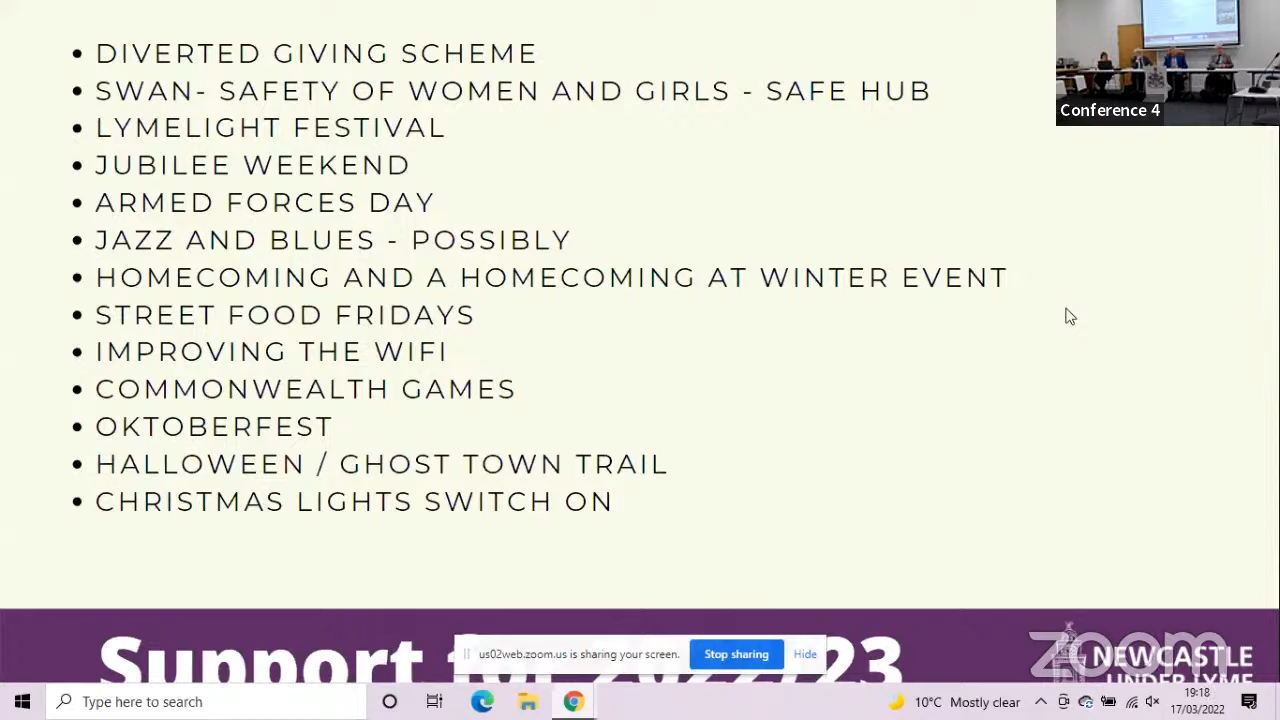 DIVERTED GIVING SCHEME
SWAN- SAFETY OF WOMEN AND GIRLS - SAFE HUB
LYMELIGHT FESTIVAL
JUBILEE WEEKEND
ARMED FORCES DAY
JAZZ AND BLUES - POSSIBLY
HOMECOMING AND A HOMECOMING AT WINTER EVENT
STREET FOOD FRIDAYS
IMPROVING THE WIFI
COMMONWEALTH GAMES
OKTOBERFEST
HALLOWEEN / GHOST TOWN TRAIL
CHRISTMAS LIGHTS SWITCH ON
Conference 4
Support for 2022/23
us02web.zoom.us is sharing your screen.
Stop sharing
Hide
zoom
NEWCASTLE
UNDER LYME
Type here to search
10°C Mostly clear
19:18
17/03/2022